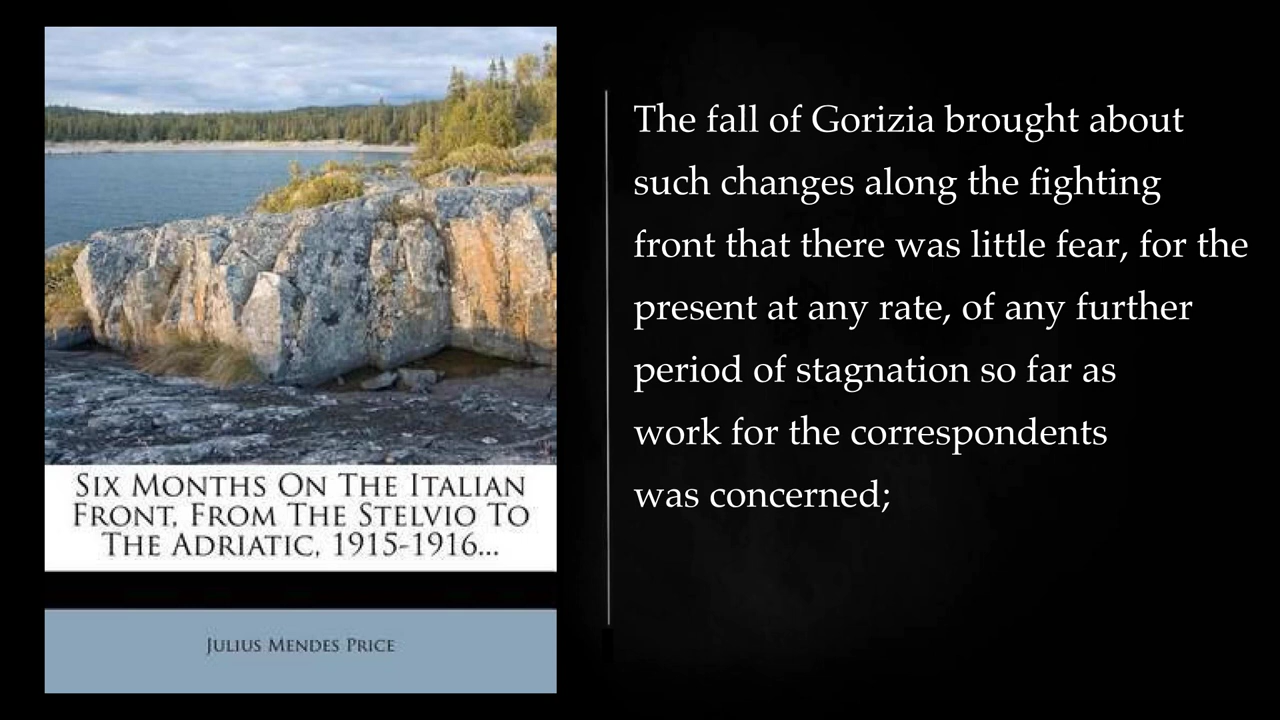 The fall of Gorizia brought about
such changes along the fighting
front that there was little fear, for the
present at any rate, of any further
period of stagnation so far as
work for the correspondents
was concerned;
Six Months On The Italian
Front, From The Stelvio To
The Adriatic, 1915-1916...
Julius Mendes Price